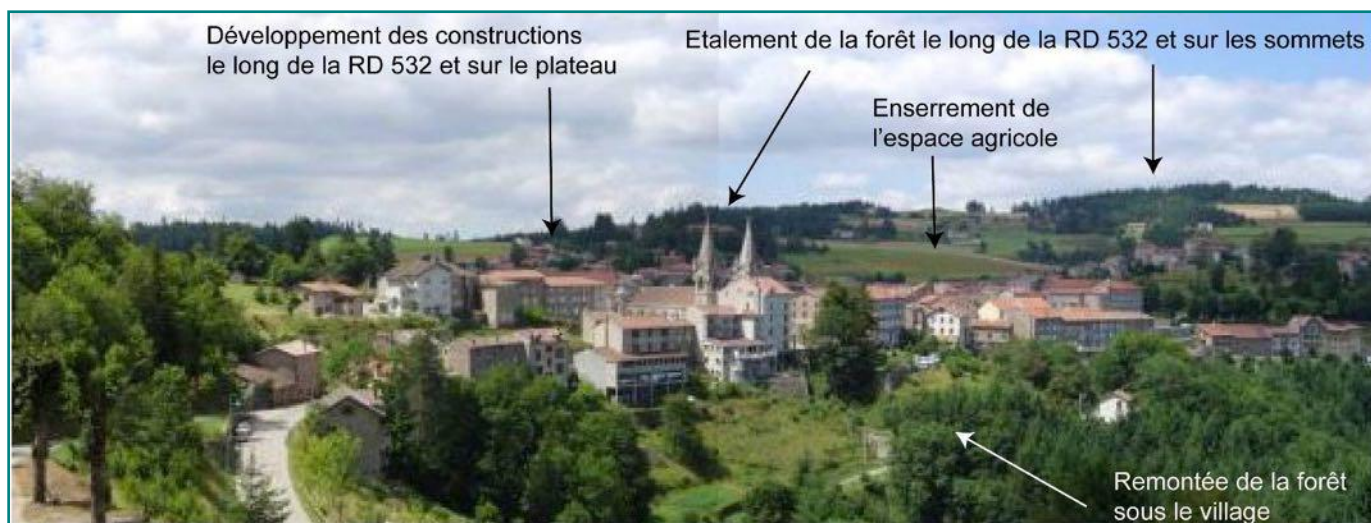 Développement des constructions
le long de la RD 532 et sur le plateau
Etalement de la forêt le long de la RD 532 et sur les sommets
Enserrement de
l'espace agricole
Remontée de la forêt
sous le village